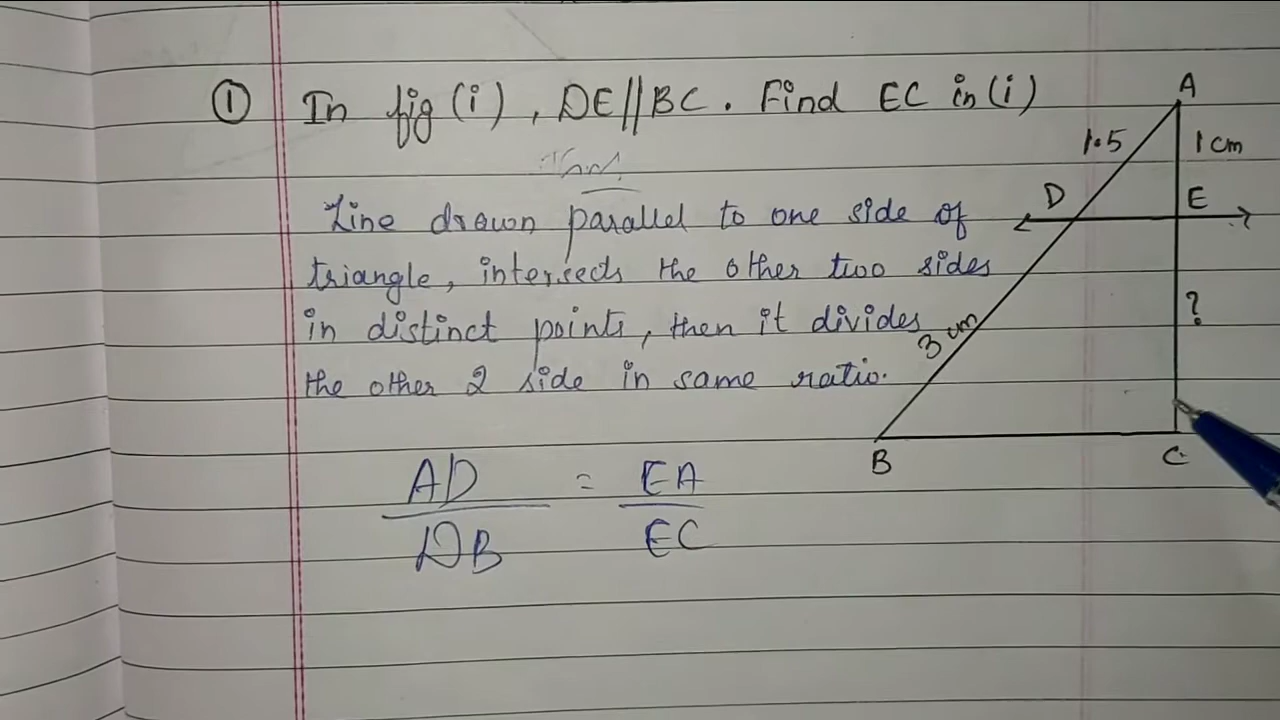 ① In fig (i), DE//BC. Find EC in (i)
Line drawn parallel to one side of
triangle, intersects the other two sides
in distinct points, then it divides
the other 2 side in same ratio.
AD = EA
DB EC
A
1.5 1 cm
D E
?
3 cm
B C